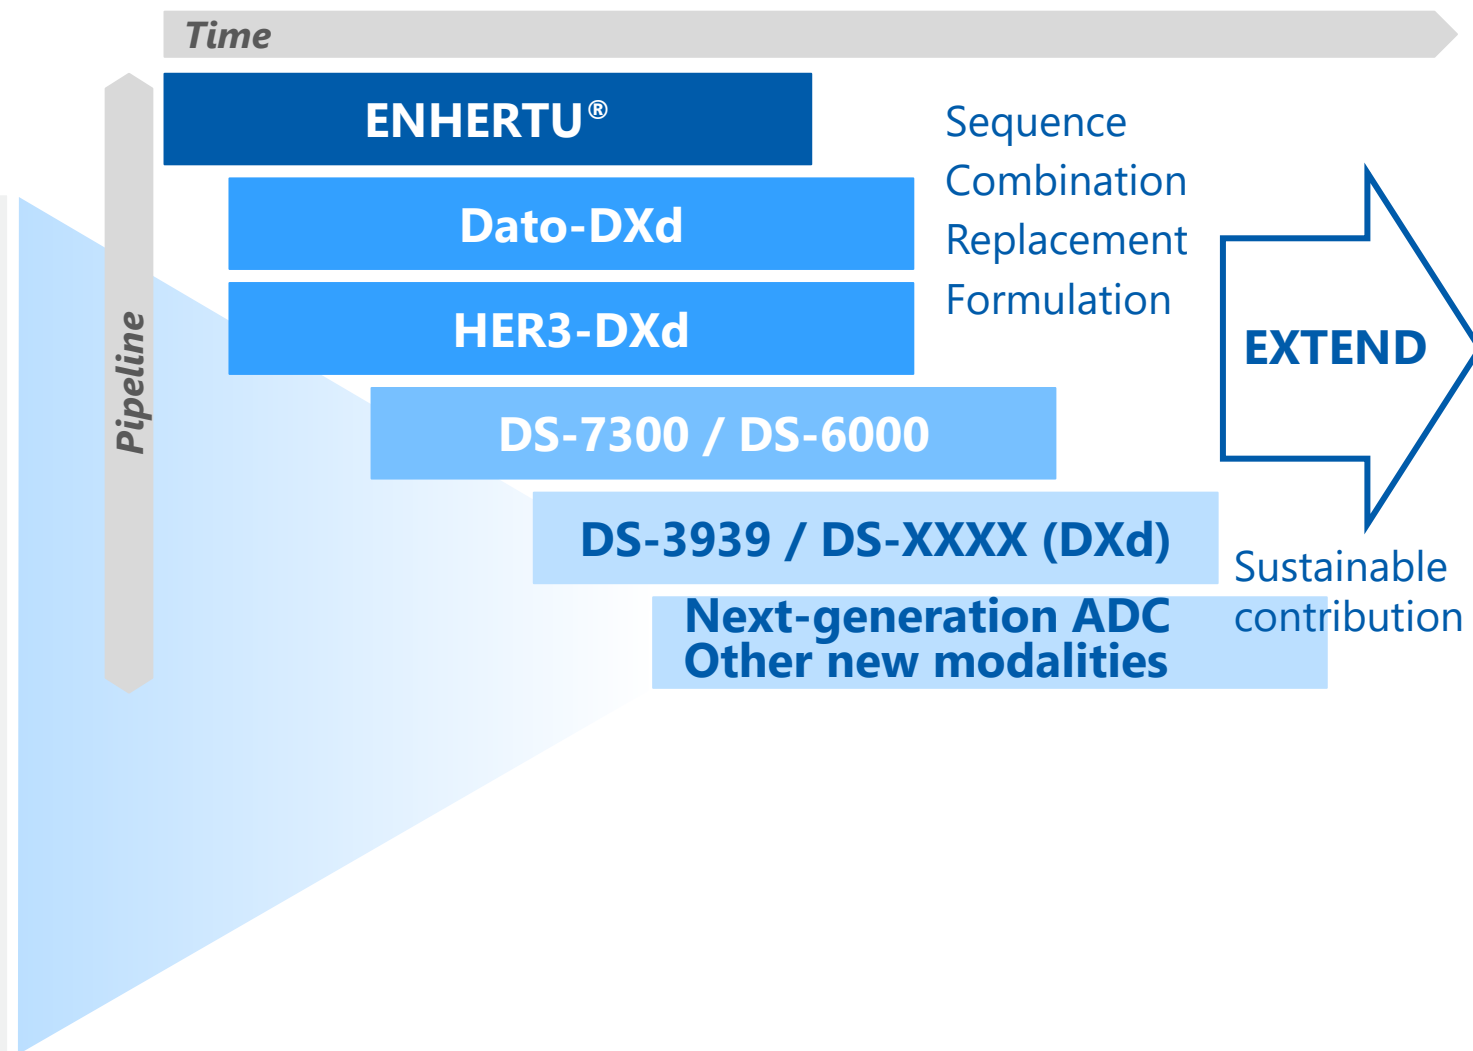 Time
Pipeline
ENHERTU®
Dato-DXd
HER3-DXd
DS-7300 / DS-6000
DS-3939 / DS-XXXX (DXd)
Next-generation ADC
Other new modalities
Sequence
Combination
Replacement
Formulation
EXTEND
Sustainable
contribution